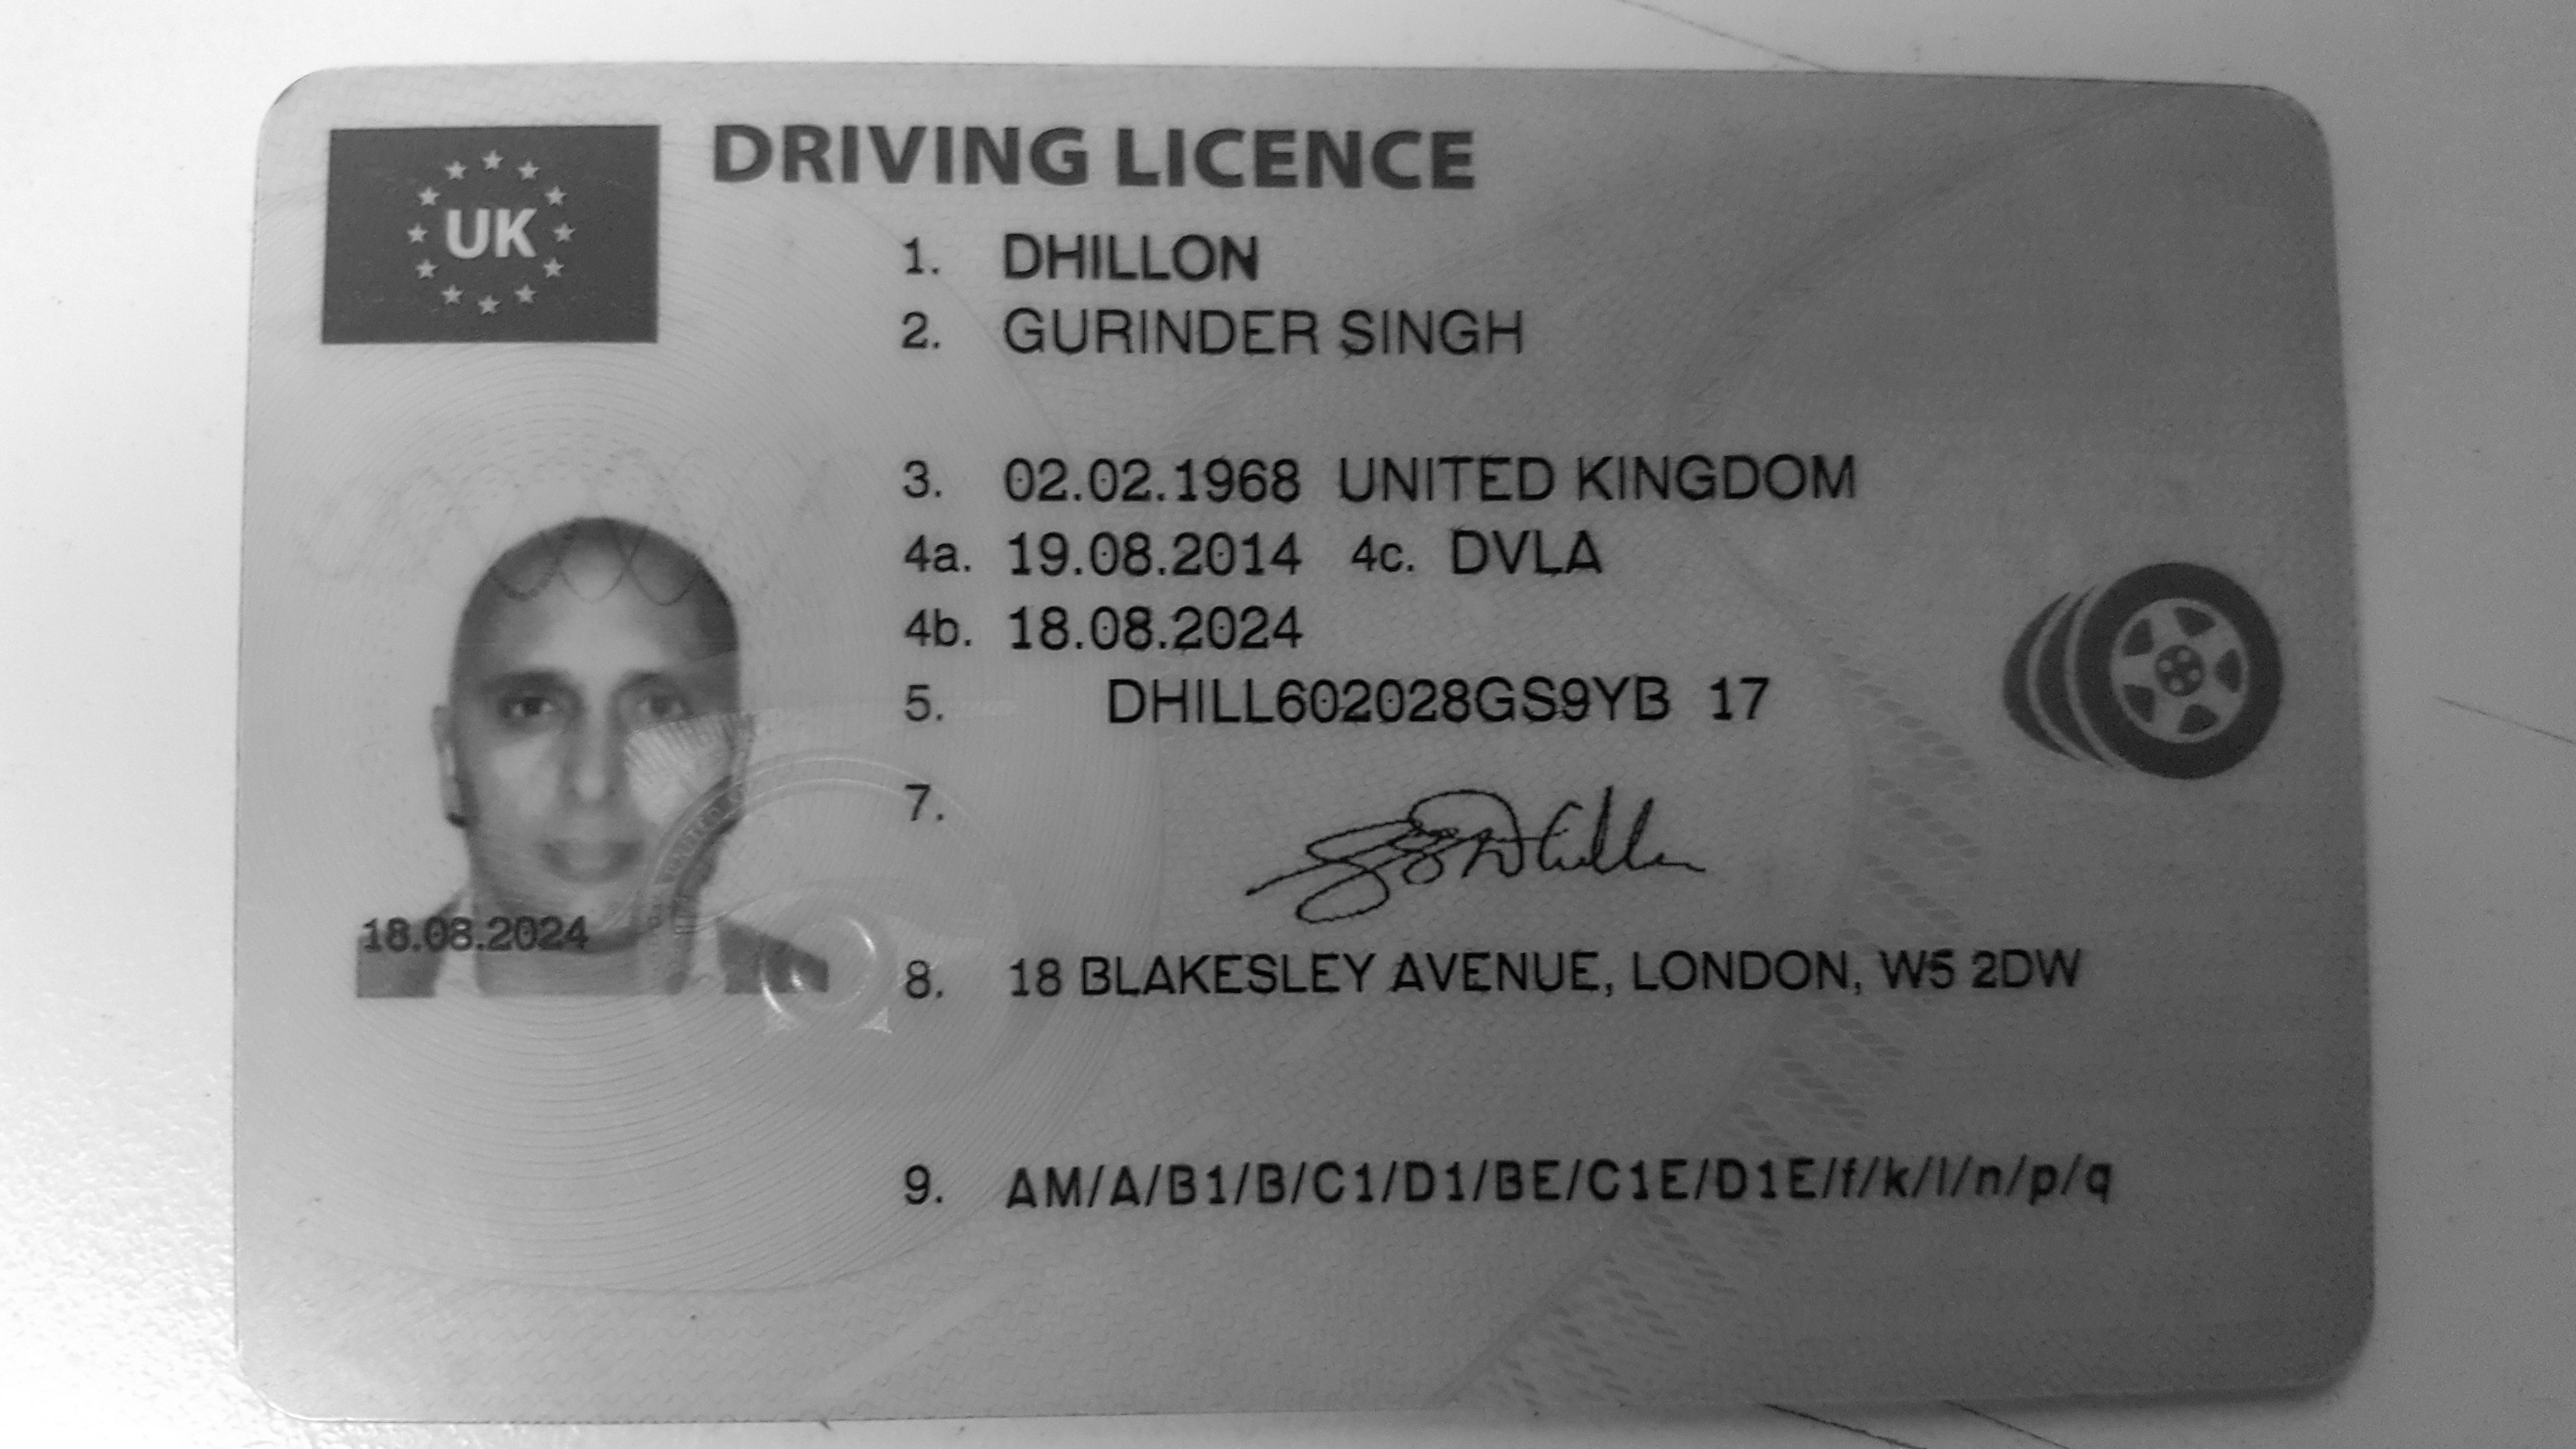 UK
DRIVING LICENCE
1. DHILLON
2. GURINDER SINGH
3. 02.02.1968 UNITED KINGDOM
4a. 19.08.2014 4c. DVLA
4b. 18.08.2024
5. DHILL602028GS9YB 17
7. GS Dhillon
18.08.2024
8. 18 BLAKESLEY AVENUE, LONDON, W5 2DW
9. AM/A/B1/B/C1/D1/BE/C1E/D1E/f/k/l/n/p/q